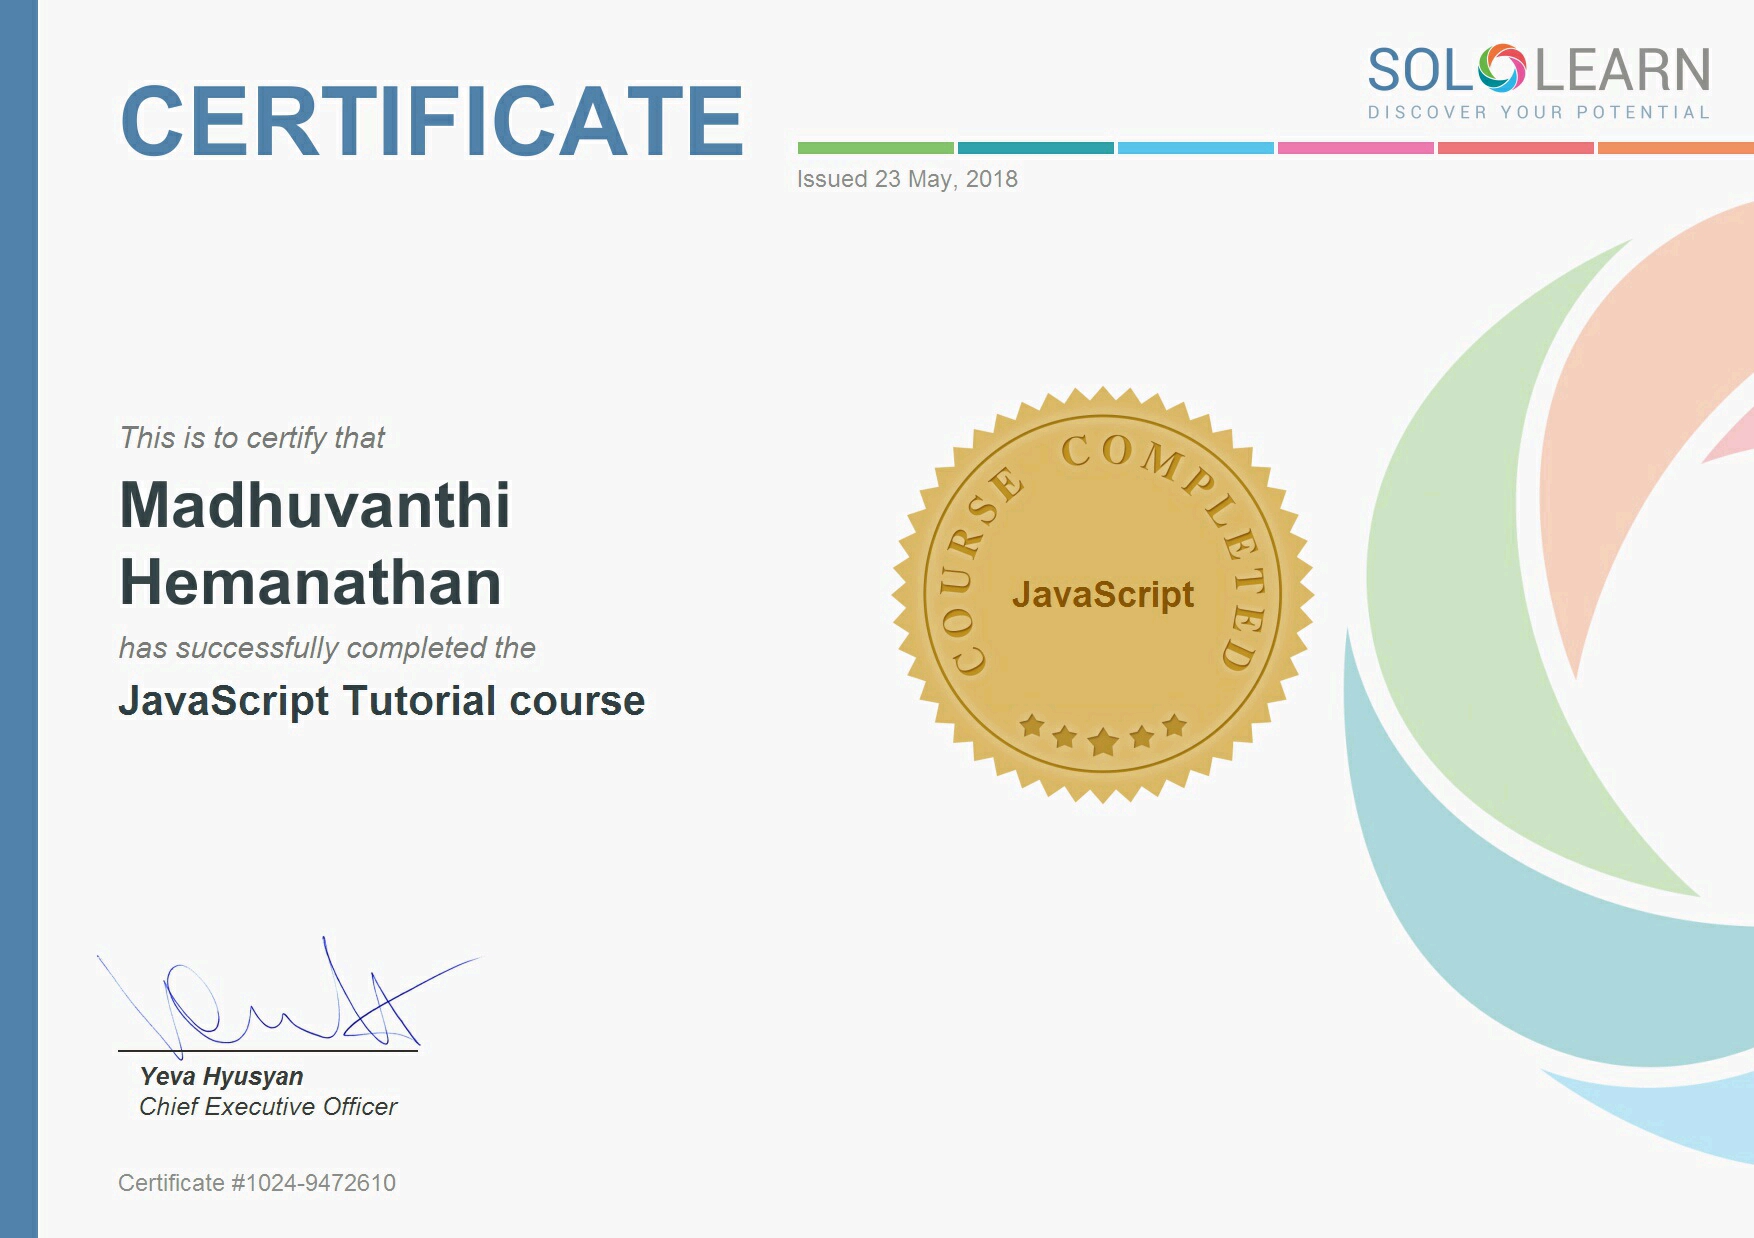 CERTIFICATE
SOLOLEARN
DISCOVER YOUR POTENTIAL
Issued 23 May, 2018
This is to certify that
Madhuvanthi
Hemanathan
has successfully completed the
JavaScript Tutorial course
COURSE COMPLETED
JavaScript
Yeva Hyusyan
Chief Executive Officer
Certificate #1024-9472610